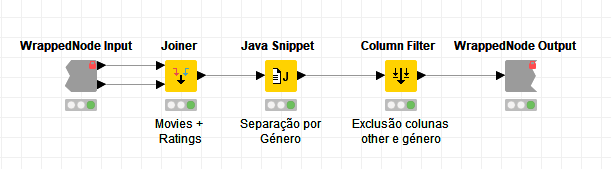 WrappedNode Input
Joiner
Java Snippet
Column Filter
WrappedNode Output
J
Movies +
Ratings
Separação por
Género
Exclusão colunas
other e género